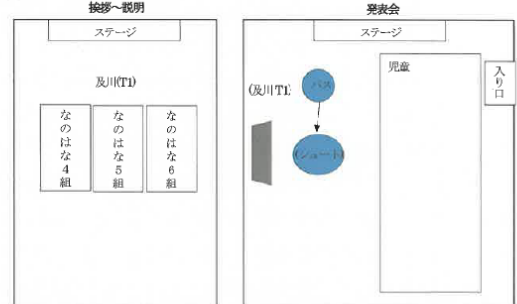 挨拶～説明
ステージ
及川(T1)
なのはな4組
なのはな5組
なのはな6組
発表会
ステージ
(及川T1)
パス
(シュート)
児童
入り口